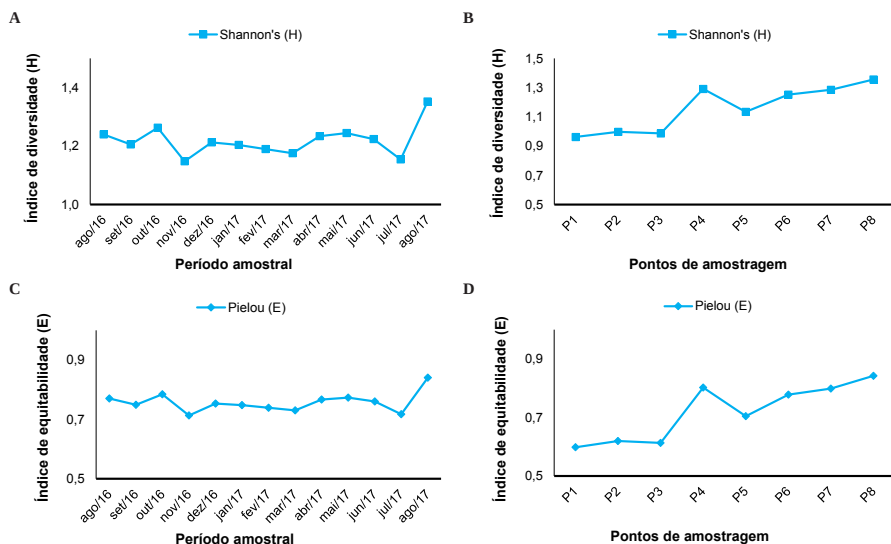 A
Shannon's (H)
Índice de diversidade (H)
1,4
1,2
1,0
ago/16
set/16
out/16
nov/16
dez/16
jan/17
fev/17
mar/17
abr/17
mai/17
jun/17
jul/17
ago/17
Período amostral
B
Shannon's (H)
Índice de diversidade (H)
1,5
1,3
1,1
0,9
0,7
0,5
P1
P2
P3
P4
P5
P6
P7
P8
Pontos de amostragem
C
Pielou (E)
Índice de equitabilidade (E)
0,9
0,7
0,5
ago/16
set/16
out/16
nov/16
dez/16
jan/17
fev/17
mar/17
abr/17
mai/17
jun/17
jul/17
ago/17
Período amostral
D
Pielou (E)
Índice de equitabilidade (E)
0,9
0,7
0,5
P1
P2
P3
P4
P5
P6
P7
P8
Pontos de amostragem